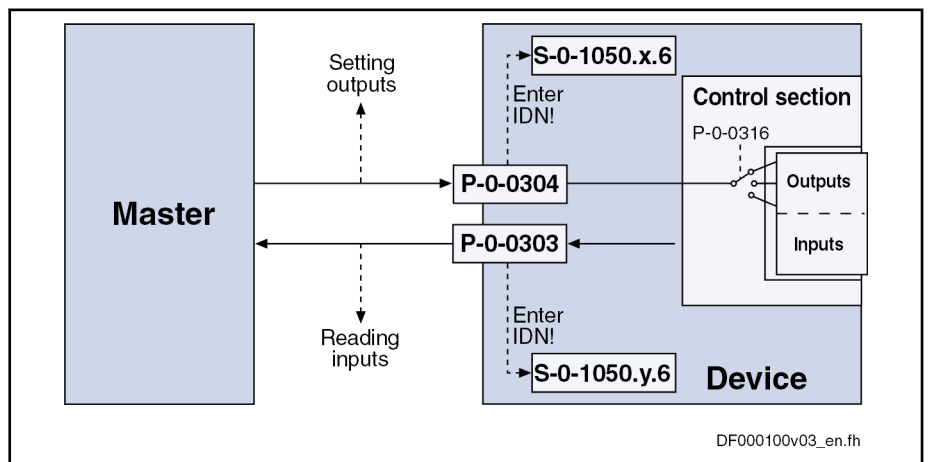 Master
Setting
outputs
Reading
inputs
S-0-1050.x.6
Enter
IDN!
P-0-0304
P-0-0303
Enter
IDN!
S-0-1050.y.6
Control section
P-0-0316
Outputs
Inputs
Device
DF000100v03_en.fh